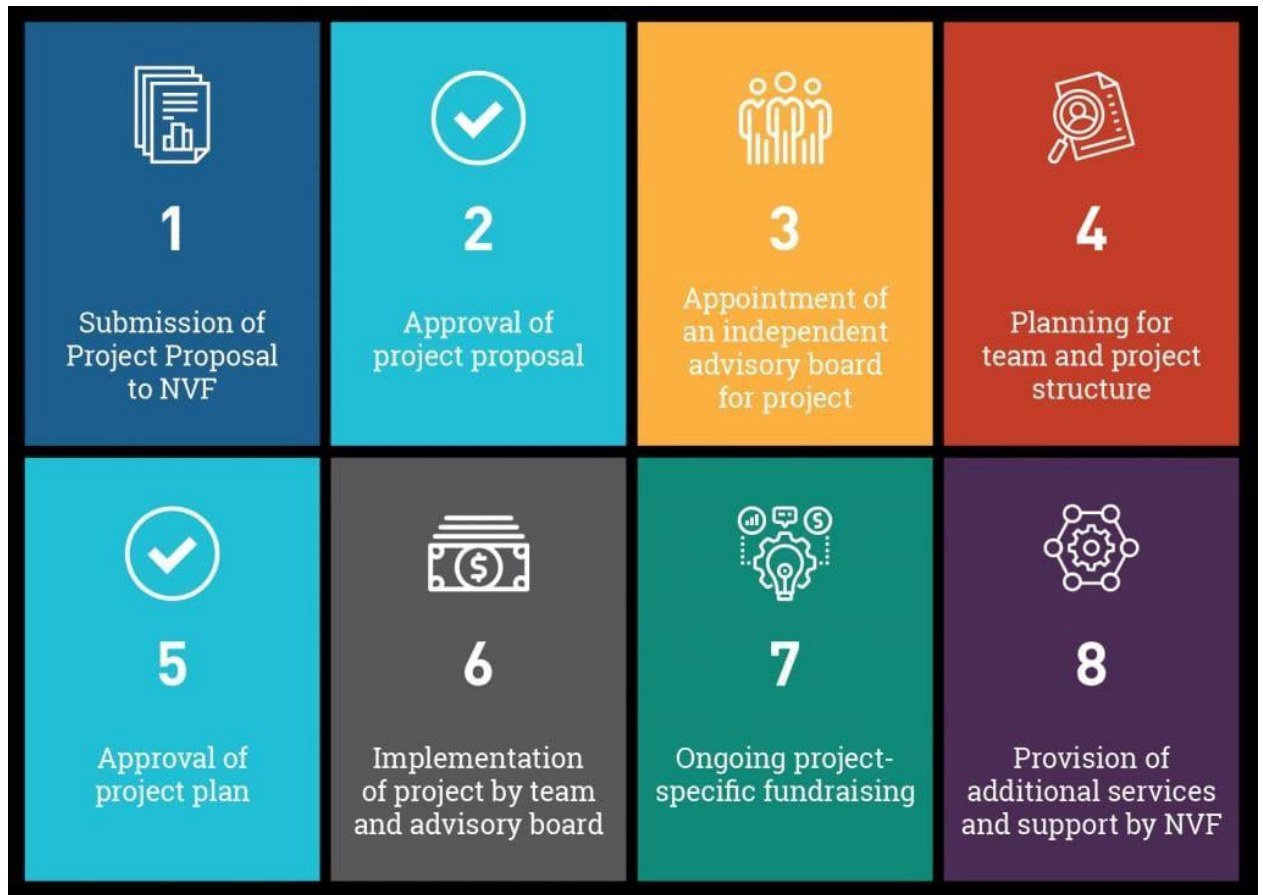 1
Submission of
Project Proposal
to NVF
2
Approval of
project proposal
3
Appointment of
an independent
advisory board
for project
4
Planning for
team and project
structure
5
Approval of
project plan
6
Implementation
of project by team
and advisory board
7
Ongoing project-
specific fundraising
8
Provision of
additional services
and support by NVF